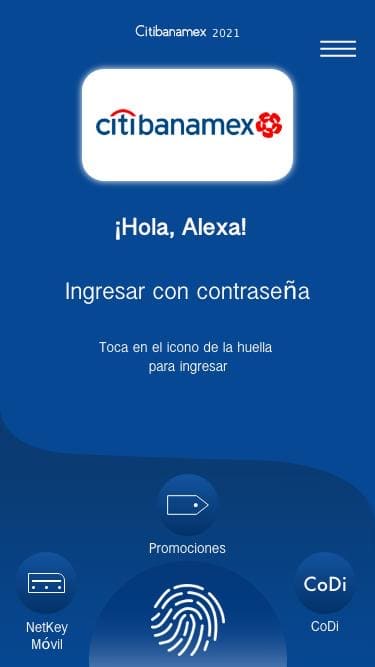 Citibanamex 2021
citibanamex
¡Hola, Alexa!
Ingresar con contraseña
Toca en el icono de la huella
para ingresar
Promociones
CoDi
NetKey
Móvil
CoDi